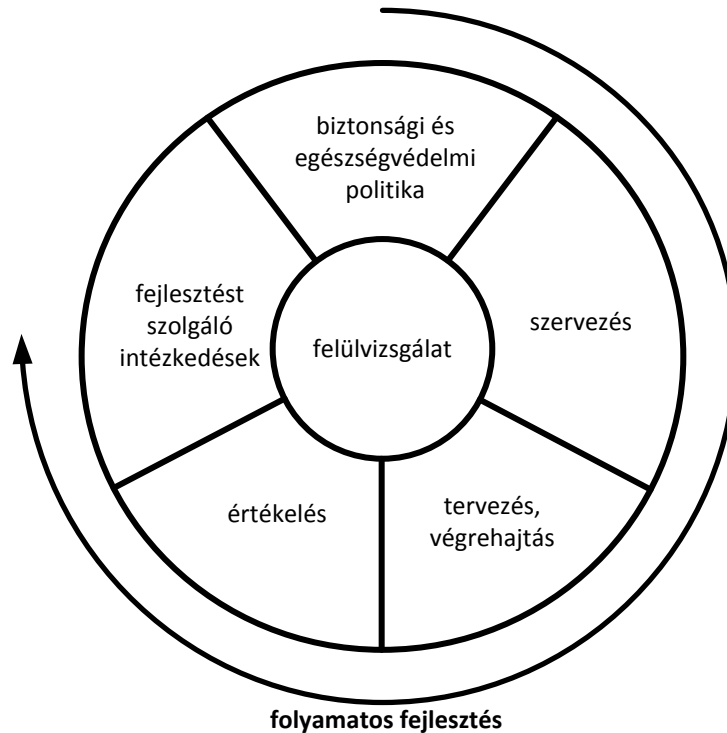 biztonsági és
egészségvédelmi
politika
szervezés
tervezés,
végrehajtás
értékelés
fejlesztést
szolgáló
intézkedések
felülvizsgálat
folyamatos fejlesztés